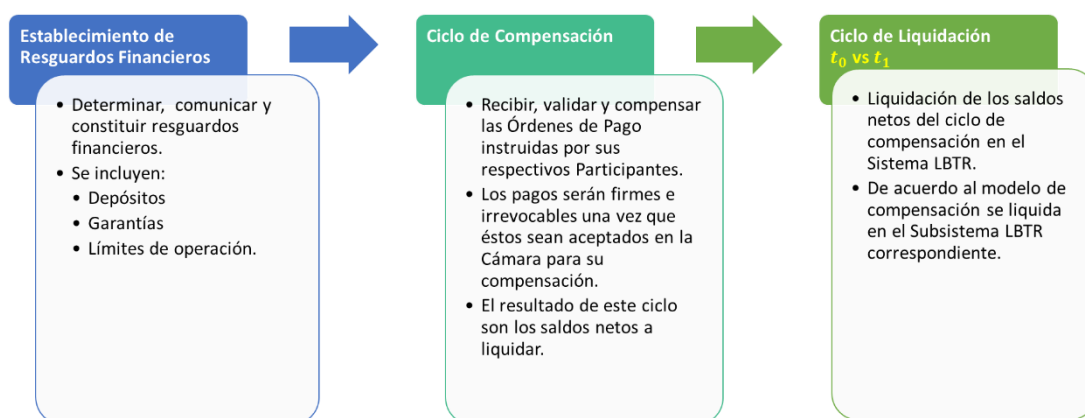 Establecimiento de
Resguardos Financieros
• Determinar, comunicar y
constituir resguardos
financieros.
• Se incluyen:
• Depósitos
• Garantías
• Límites de operación.
Ciclo de Compensación
• Recibir, validar y compensar
las Órdenes de Pago
instruidas por sus
respectivos Participantes.
• Los pagos serán firmes e
irrevocables una vez que
éstos sean aceptados en la
Cámara para su
compensación.
• El resultado de este ciclo
son los saldos netos a
liquidar.
Ciclo de Liquidación
t₀ vs t₁
• Liquidación de los saldos
netos del ciclo de
compensación en el
Sistema LBTR.
• De acuerdo al modelo de
compensación se liquida
en el Subsistema LBTR
correspondiente.